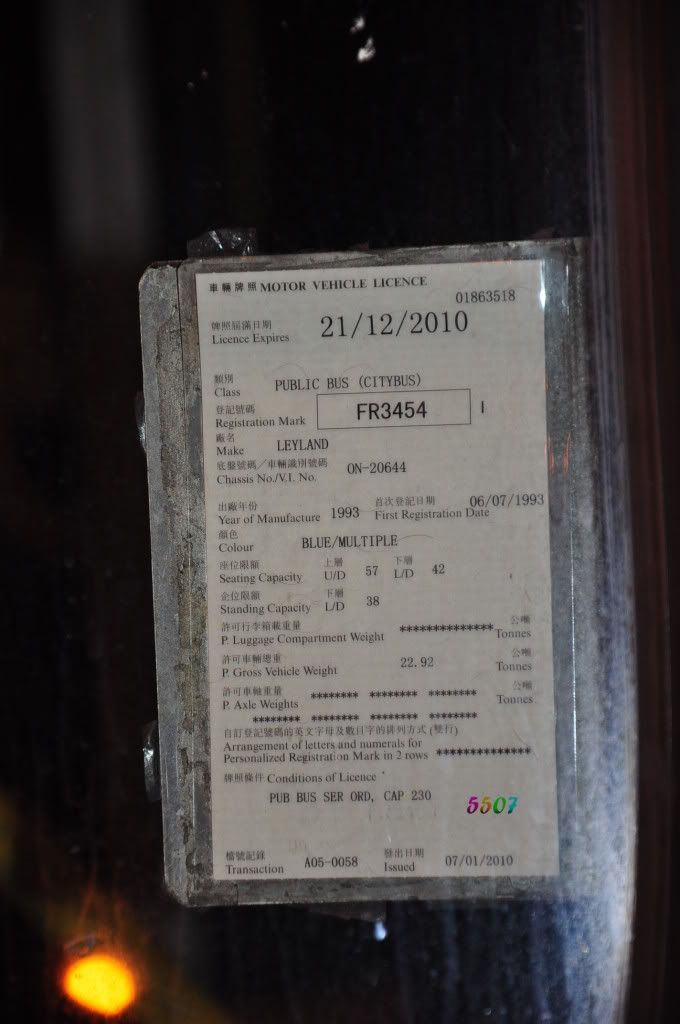 車輛牌照 MOTOR VEHICLE LICENCE
01863518
牌照屆滿日期
Licence Expires 21/12/2010
類別
Class PUBLIC BUS (CITYBUS)
登記號碼
Registration Mark FR3454
廠名
Make LEYLAND
底盤號碼/車輛識別號碼
Chassis No./V.I. No. ON-20644
出廠年份 首次登記日期 06/07/1993
Year of Manufacture 1993 First Registration Date
顏色
Colour BLUE/MULTIPLE
座位限額 上層 下層
Seating Capacity U/D 57 L/D 42
企位限額 下層
Standing Capacity L/D 38
許可行李箱載重量 公噸
P. Luggage Compartment Weight ************** Tonnes
許可車輛總重 公噸
P. Gross Vehicle Weight 22.92 Tonnes
許可車軸重量 公噸
P. Axle Weights ******** ******** ******** Tonnes
******** ******** ******** ********
自訂登記號碼的英文字母及數目字的排列方式(雙行)
Arrangement of letters and numerals for
Personalized Registration Mark in 2 rows **************
牌照條件 Conditions of Licence
PUB BUS SER ORD, CAP 230
5507
檔號記錄 發出日期
Transaction A05-0058 Issued 07/01/2010